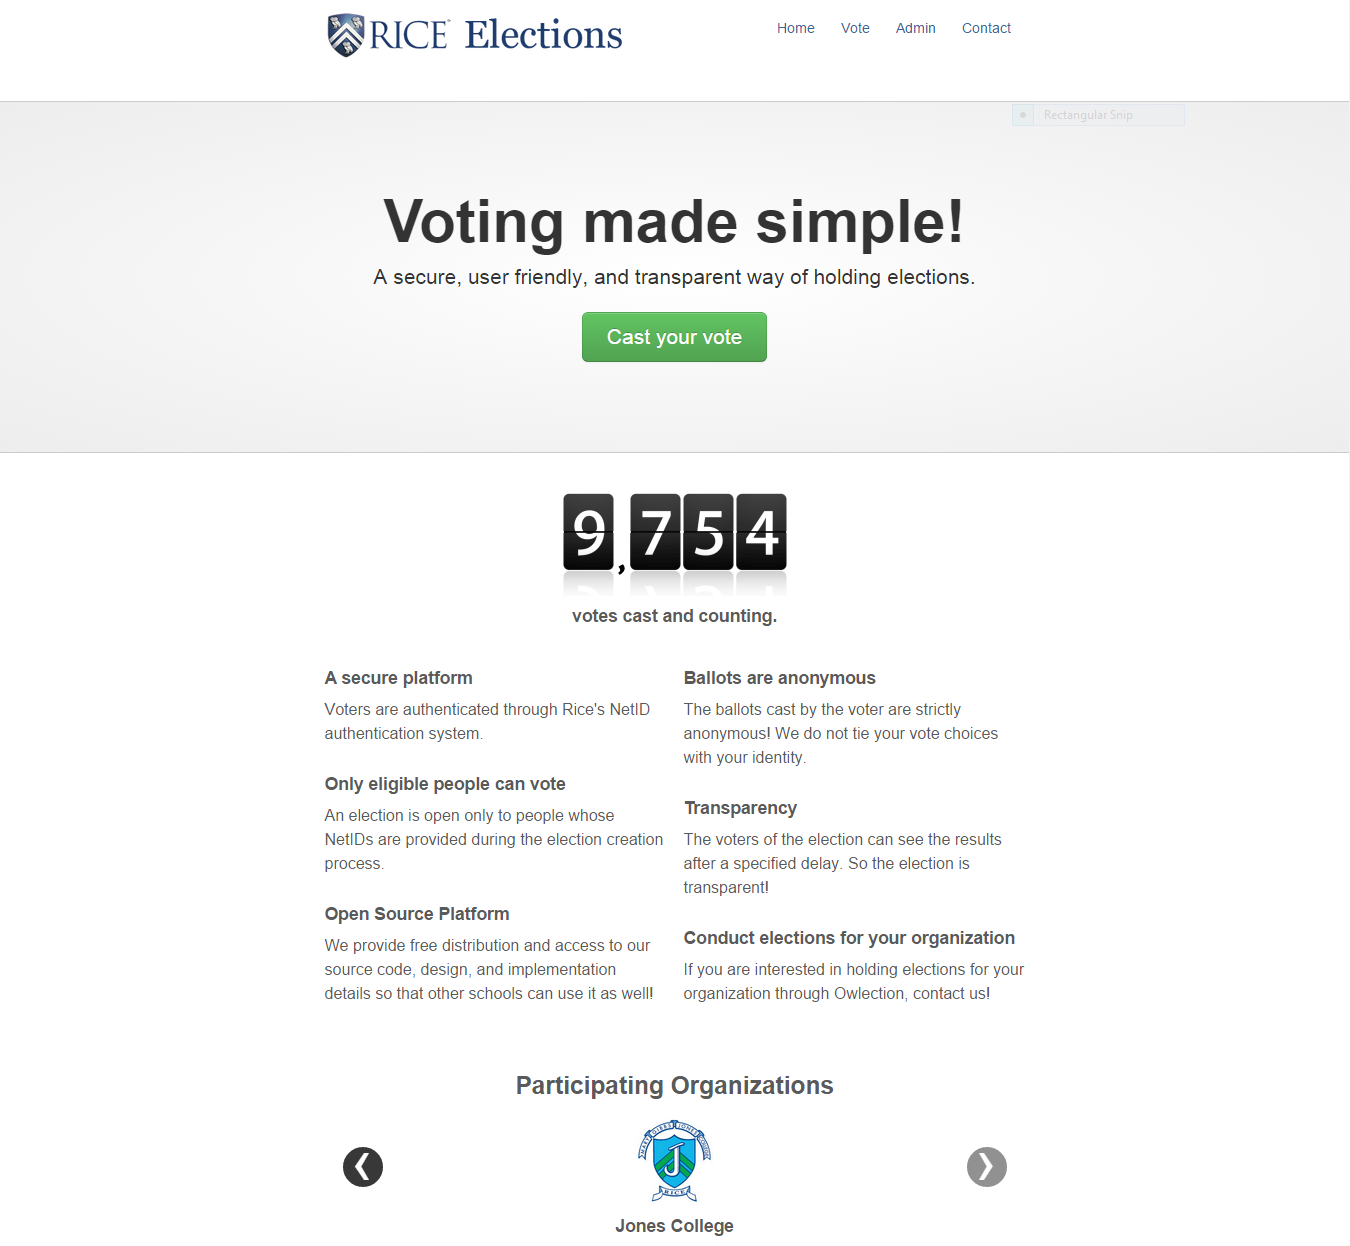 RICE Elections
Home Vote Admin Contact
Rectangular Snip
Voting made simple!
A secure, user friendly, and transparent way of holding elections.
Cast your vote
9,754
votes cast and counting.
A secure platform
Voters are authenticated through Rice's NetID
authentication system.
Only eligible people can vote
An election is open only to people whose
NetIDs are provided during the election creation
process.
Open Source Platform
We provide free distribution and access to our
source code, design, and implementation
details so that other schools can use it as well!
Ballots are anonymous
The ballots cast by the voter are strictly
anonymous! We do not tie your vote choices
with your identity.
Transparency
The voters of the election can see the results
after a specified delay. So the election is
transparent!
Conduct elections for your organization
If you are interested in holding elections for your
organization through Owlection, contact us!
Participating Organizations
MARY GIBBS JONES COLLEGE
J
RICE
Jones College